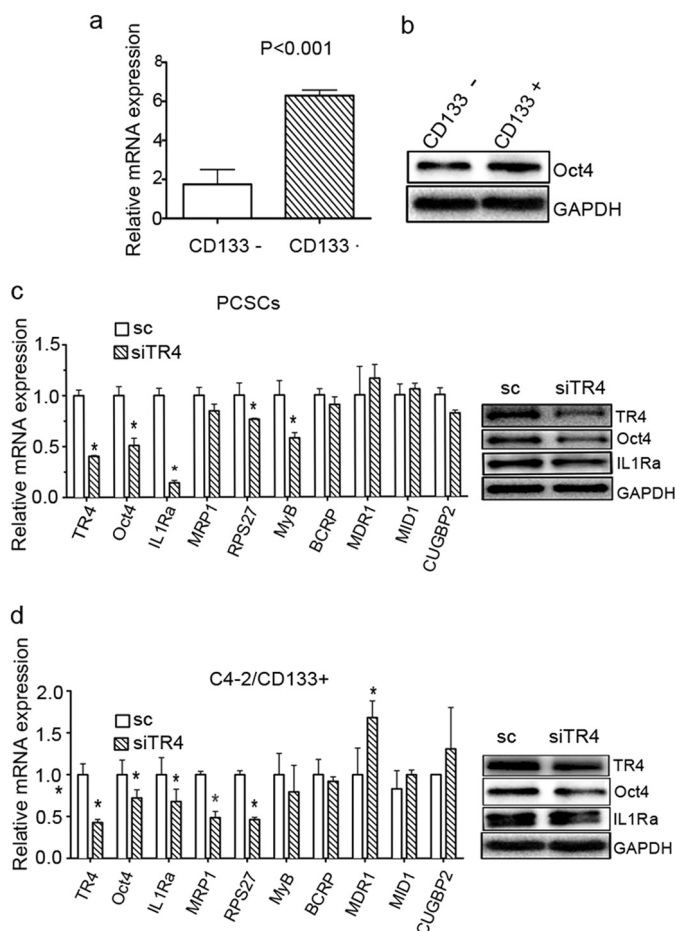 a
P<0.001
Relative mRNA expression
8
6
4
2
0
CD133 -
CD133 ·
b
CD133 -
CD133 +
Oct4
GAPDH
c
PCSCs
sc
siTR4
Relative mRNA expression
1.5
1.0
0.5
0.0
*
*
*
*
*
TR4
Oct4
IL1Ra
MRP1
RPS27
MyB
BCRP
MDR1
MID1
CUGBP2
sc siTR4
TR4
Oct4
IL1Ra
GAPDH
d
C4-2/CD133+
sc
siTR4
Relative mRNA expression
2.0
1.5
1.0
0.5
0.0
*
*
*
*
*
*
*
TR4
Oct4
IL1Ra
MRP1
RPS27
MyB
BCRP
MDR1
MID1
CUGBP2
sc siTR4
TR4
Oct4
IL1Ra
GAPDH